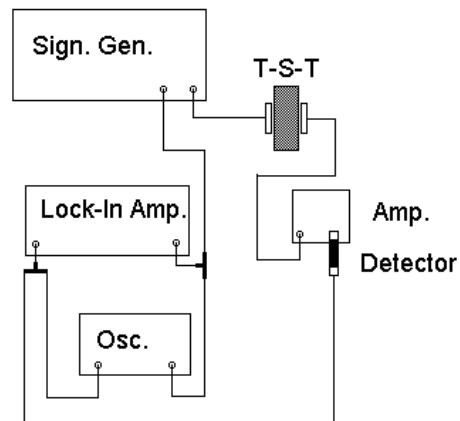 Sign. Gen.
T-S-T
Lock-In Amp.
Amp.
Detector
Osc.